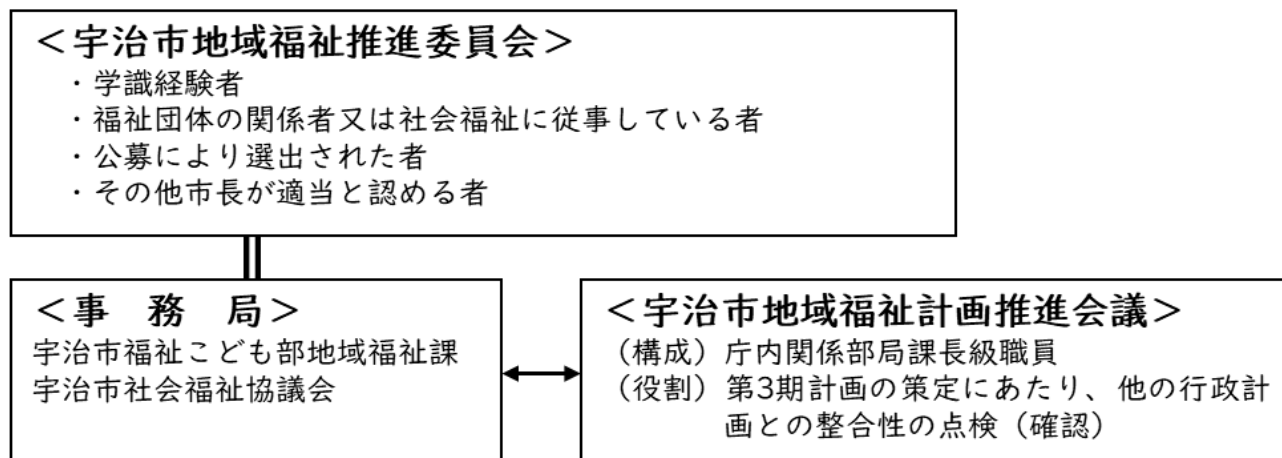 ＜宇治市地域福祉推進委員会＞
・学識経験者
・福祉団体の関係者又は社会福祉に従事している者
・公募により選出された者
・その他市長が適当と認める者
＜事　務　局＞
宇治市福祉こども部地域福祉課
宇治市社会福祉協議会
＜宇治市地域福祉計画推進会議＞
（構成）庁内関係部局課長級職員
（役割）第3期計画の策定にあたり、他の行政計
画との整合性の点検（確認）